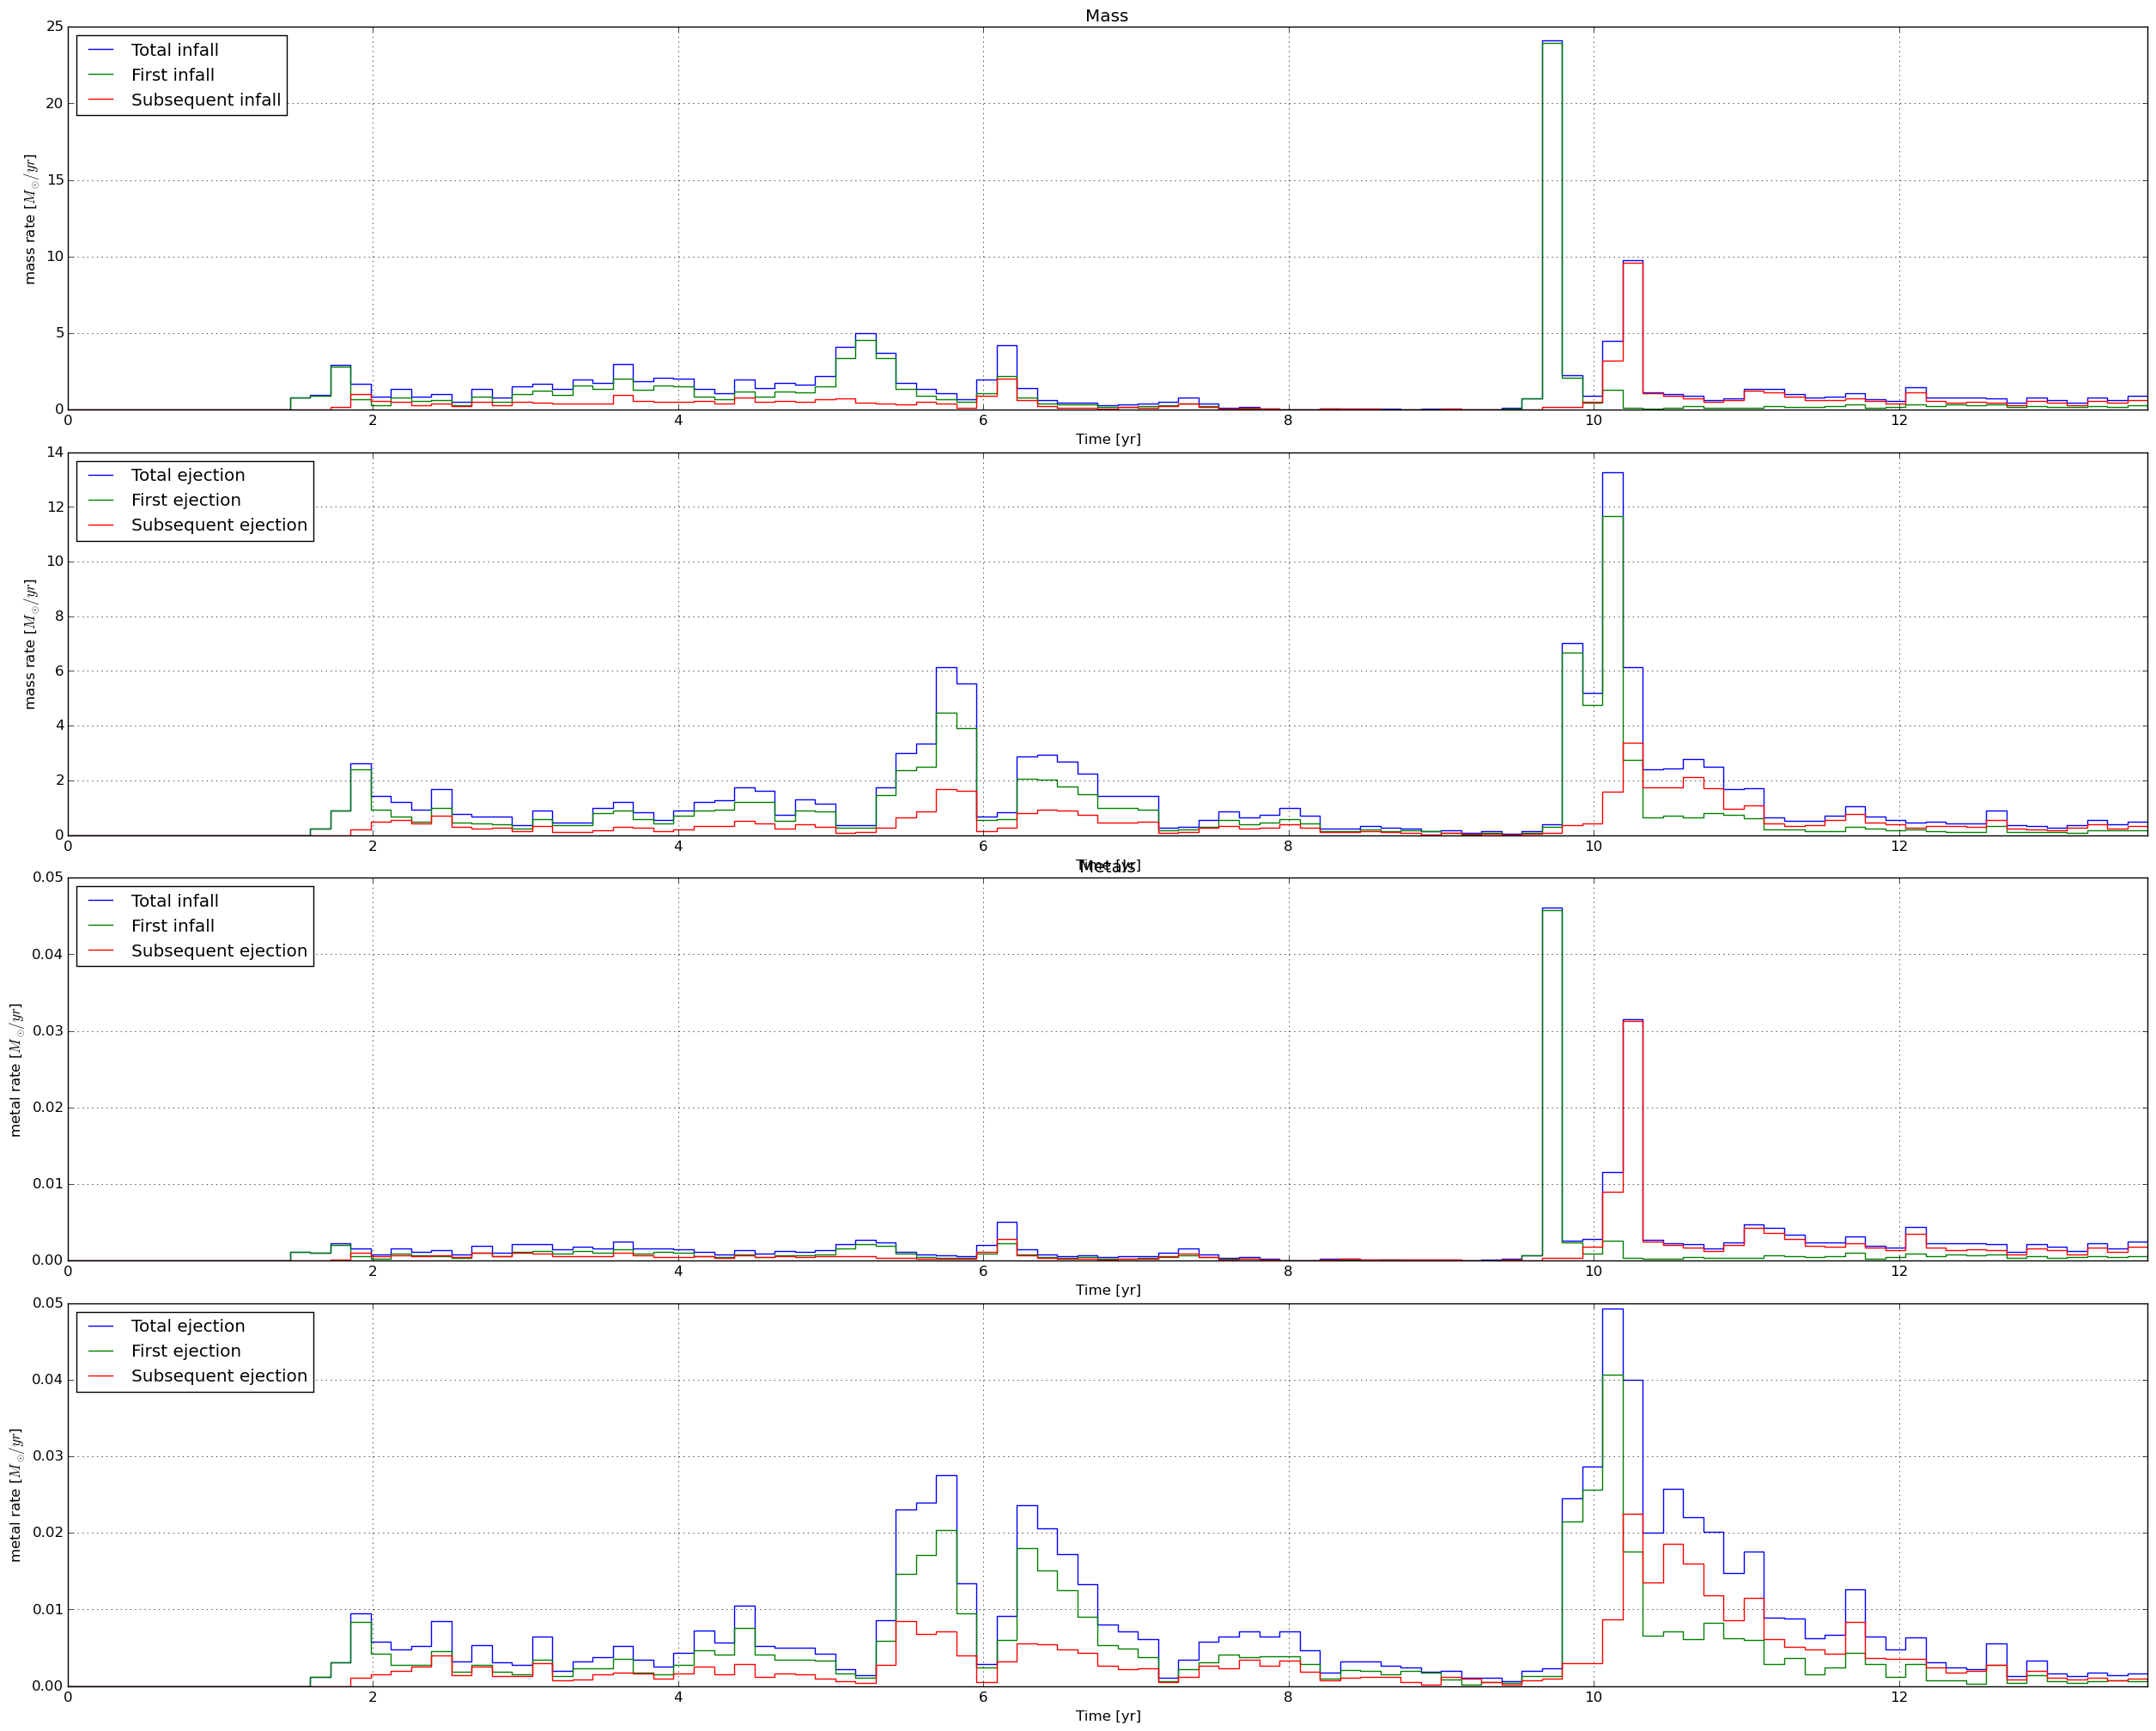 Mass
25
20
15
10
5
0
mass rate [M⊙/yr]
Total infall
First infall
Subsequent infall
0 2 4 6 8 10 12
Time [yr]
14
12
10
8
6
4
2
0
mass rate [M⊙/yr]
Total ejection
First ejection
Subsequent ejection
0 2 4 6 8 10 12
Time [yr]
Metals
0.05
0.04
0.03
0.02
0.01
0.00
metal rate [M⊙/yr]
Total infall
First infall
Subsequent ejection
0 2 4 6 8 10 12
Time [yr]
0.05
0.04
0.03
0.02
0.01
0.00
metal rate [M⊙/yr]
Total ejection
First ejection
Subsequent ejection
0 2 4 6 8 10 12
Time [yr]